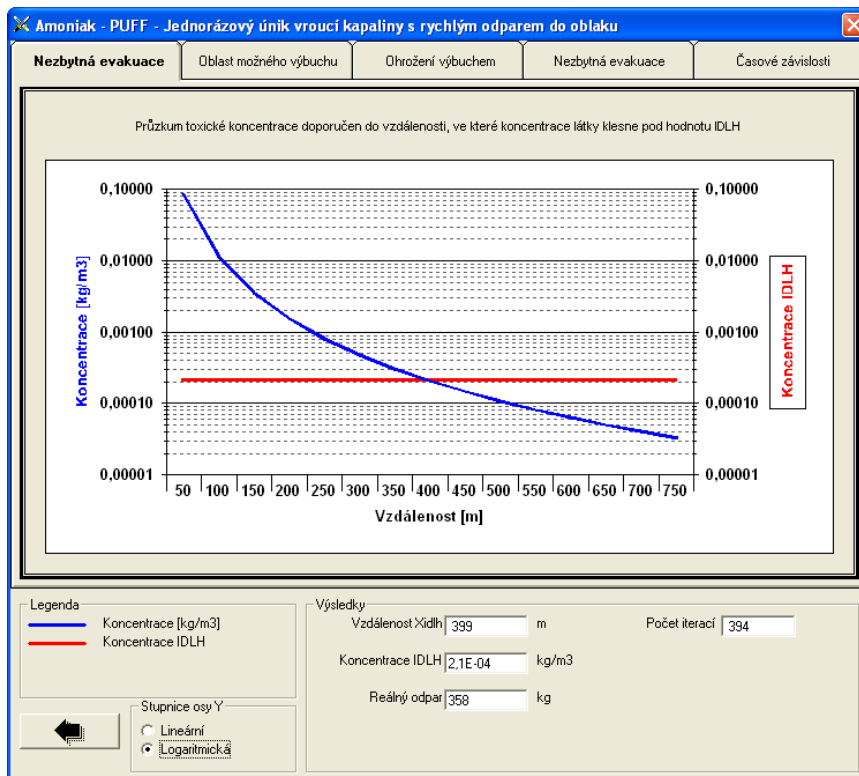 Amoniak - PUFF - Jednorázový únik vroucí kapaliny s rychlým odparem do oblaku
Nezbytná evakuace Oblast možného výbuchu Ohrožení výbuchem Nezbytná evakuace Časové závislosti
Průzkum toxické koncentrace doporučen do vzdálenosti, ve které koncentrace látky klesne pod hodnotu IDLH
0,10000 0,10000
0,01000 0,01000
0,00100 0,00100
0,00010 0,00010
0,00001 0,00001
Koncentrace [kg/m3]
Koncentrace IDLH
50 100 150 200 250 300 350 400 450 500 550 600 650 700 750
Vzdálenost [m]
Legenda
Koncentrace [kg/m3]
Koncentrace IDLH
Stupnice osy Y
Lineární
Logaritmická
Výsledky
Vzdálenost Xidlh 399 m Počet iterací 394
Koncentrace IDLH 2,1E-04 kg/m3
Reálný odpar 358 kg